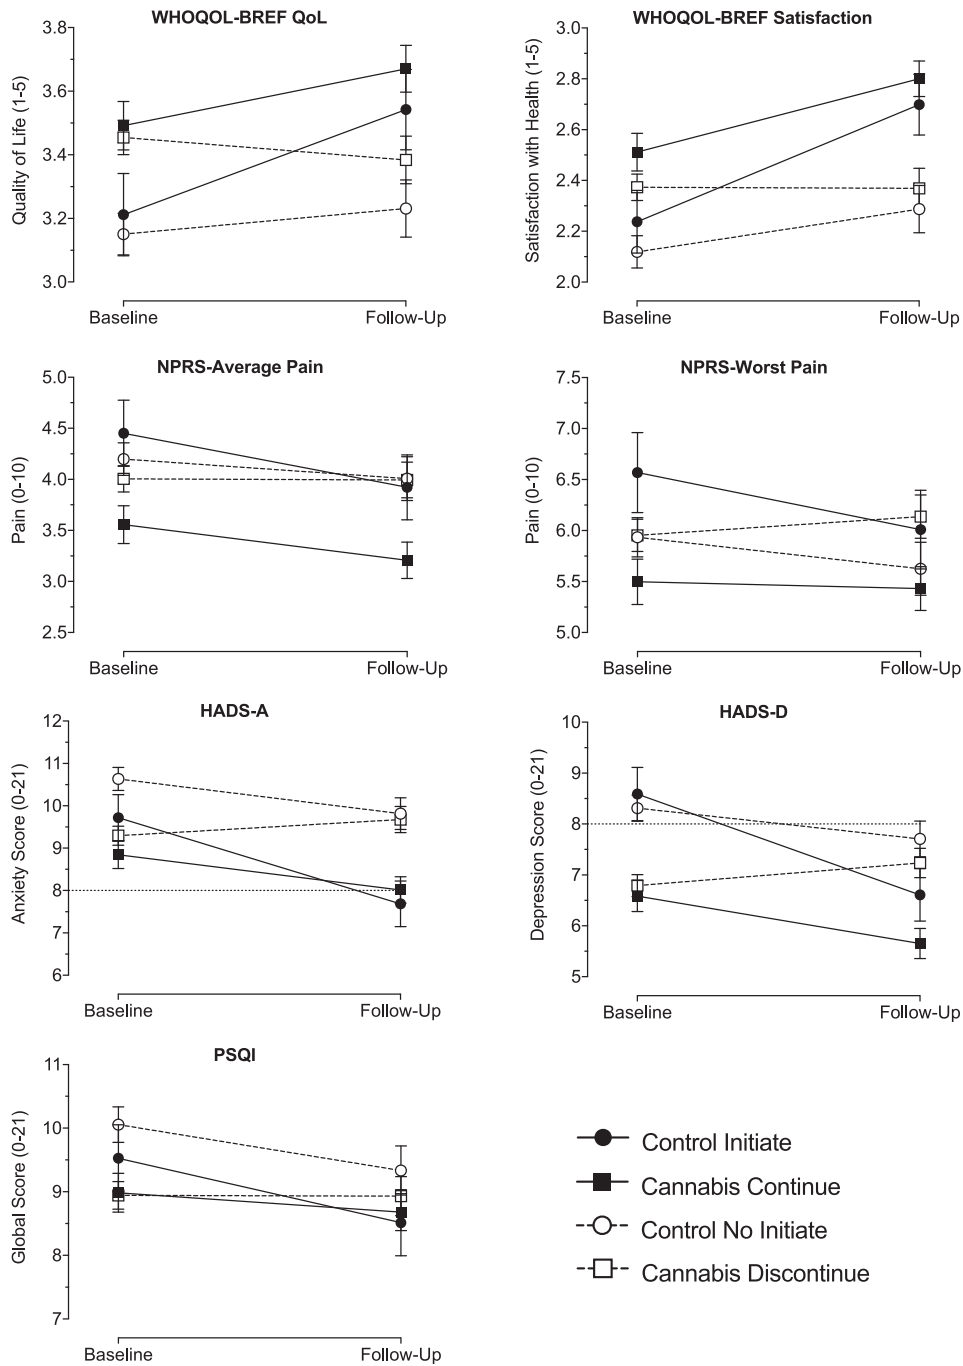 WHOQOL-BREF QoL
Quality of Life (1-5)
3.8
3.6
3.4
3.2
3.0
Baseline
Follow-Up
WHOQOL-BREF Satisfaction
Satisfaction with Health (1-5)
3.0
2.8
2.6
2.4
2.2
2.0
Baseline
Follow-Up
NPRS-Average Pain
Pain (0-10)
5.0
4.5
4.0
3.5
3.0
2.5
Baseline
Follow-Up
NPRS-Worst Pain
Pain (0-10)
7.5
7.0
6.5
6.0
5.5
5.0
Baseline
Follow-Up
HADS-A
Anxiety Score (0-21)
12
11
10
9
8
7
6
Baseline
Follow-Up
HADS-D
Depression Score (0-21)
10
9
8
7
6
5
Baseline
Follow-Up
PSQI
Global Score (0-21)
11
10
9
8
7
Baseline
Follow-Up
Control Initiate
Cannabis Continue
Control No Initiate
Cannabis Discontinue